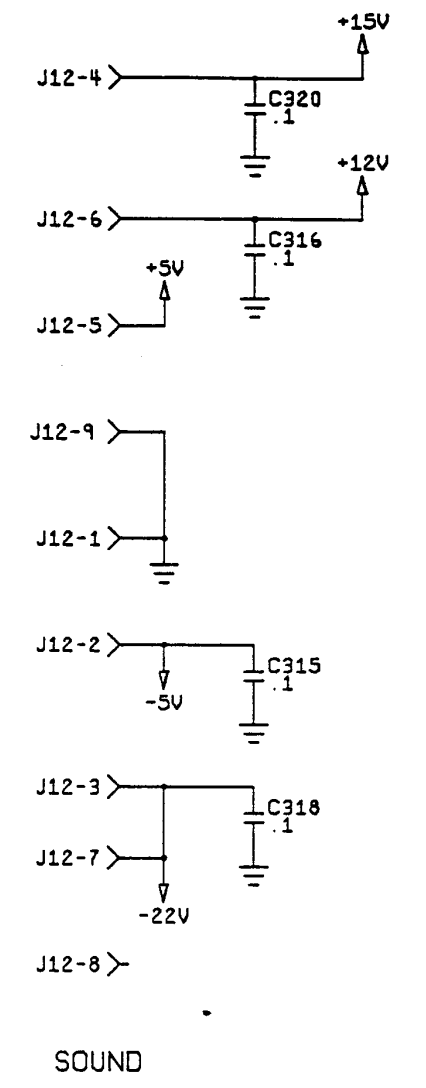 +15V
J12-4
C320
.1
+12V
J12-6
C316
.1
+5V
J12-5
J12-9
J12-1
J12-2
C315
.1
-5V
J12-3
C318
.1
J12-7
-22V
J12-8
SOUND